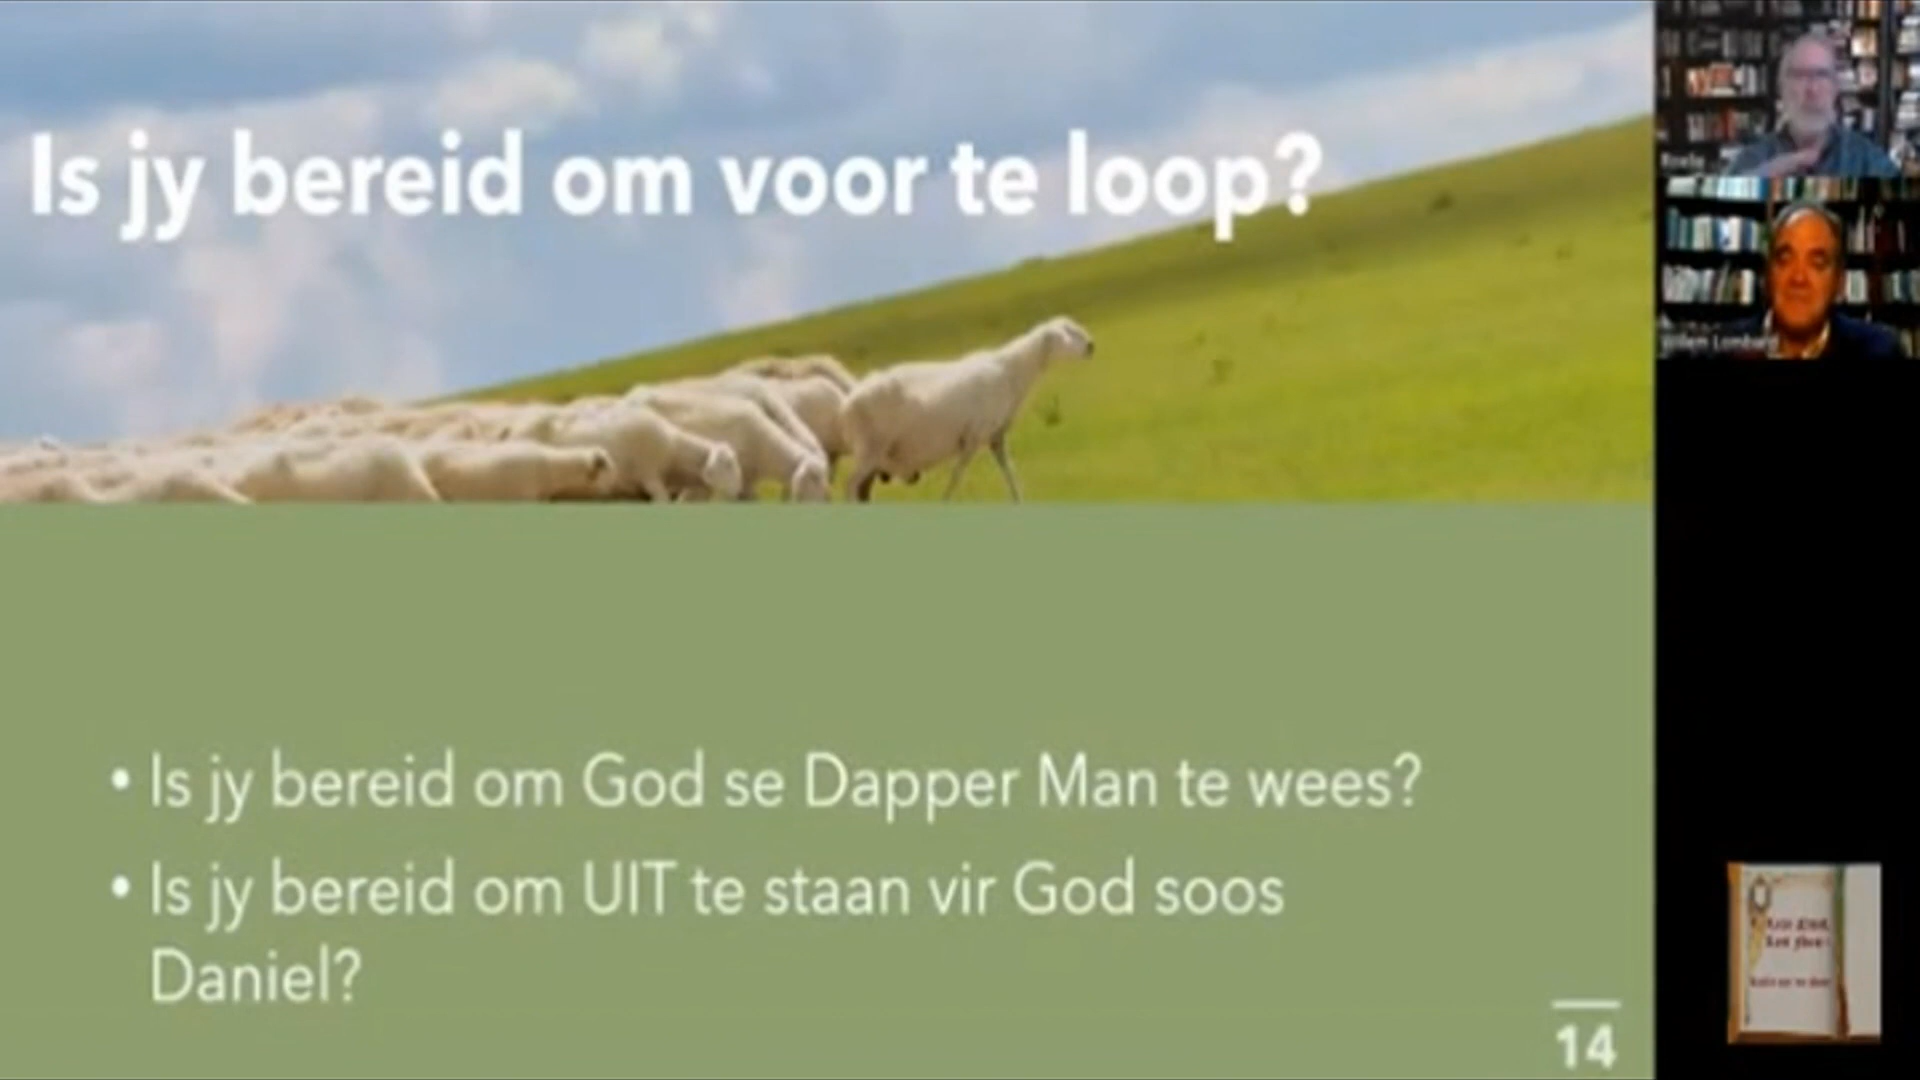 Is jy bereid om voor te loop?
• Is jy bereid om God se Dapper Man te wees?
• Is jy bereid om UIT te staan vir God soos
Daniel?
14
Lombard